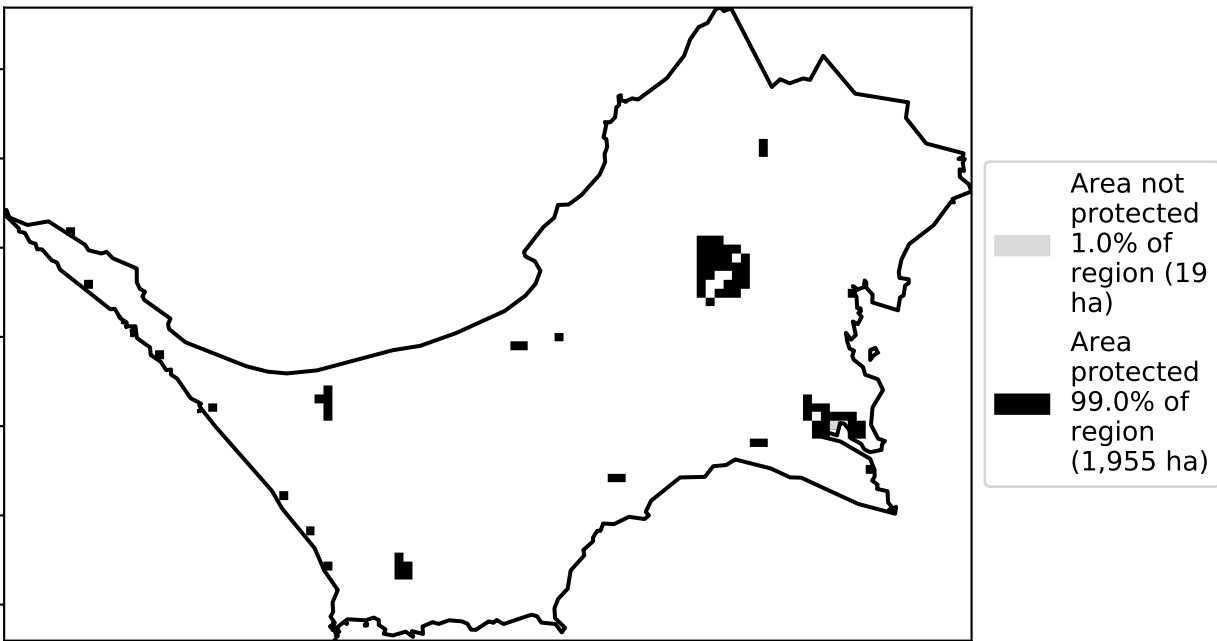 Area not
protected
1.0% of
region (19
ha)
Area
protected
99.0% of
region
(1,955 ha)